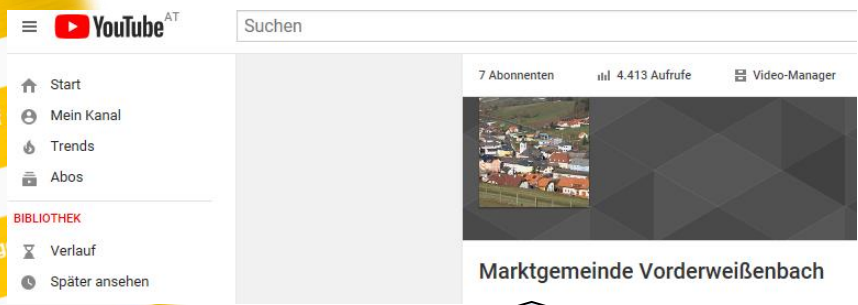 YouTube AT
Suchen
Start
Mein Kanal
Trends
Abos
BIBLIOTHEK
Verlauf
Später ansehen
7 Abonnenten 4.413 Aufrufe Video-Manager
Marktgemeinde Vorderweißenbach